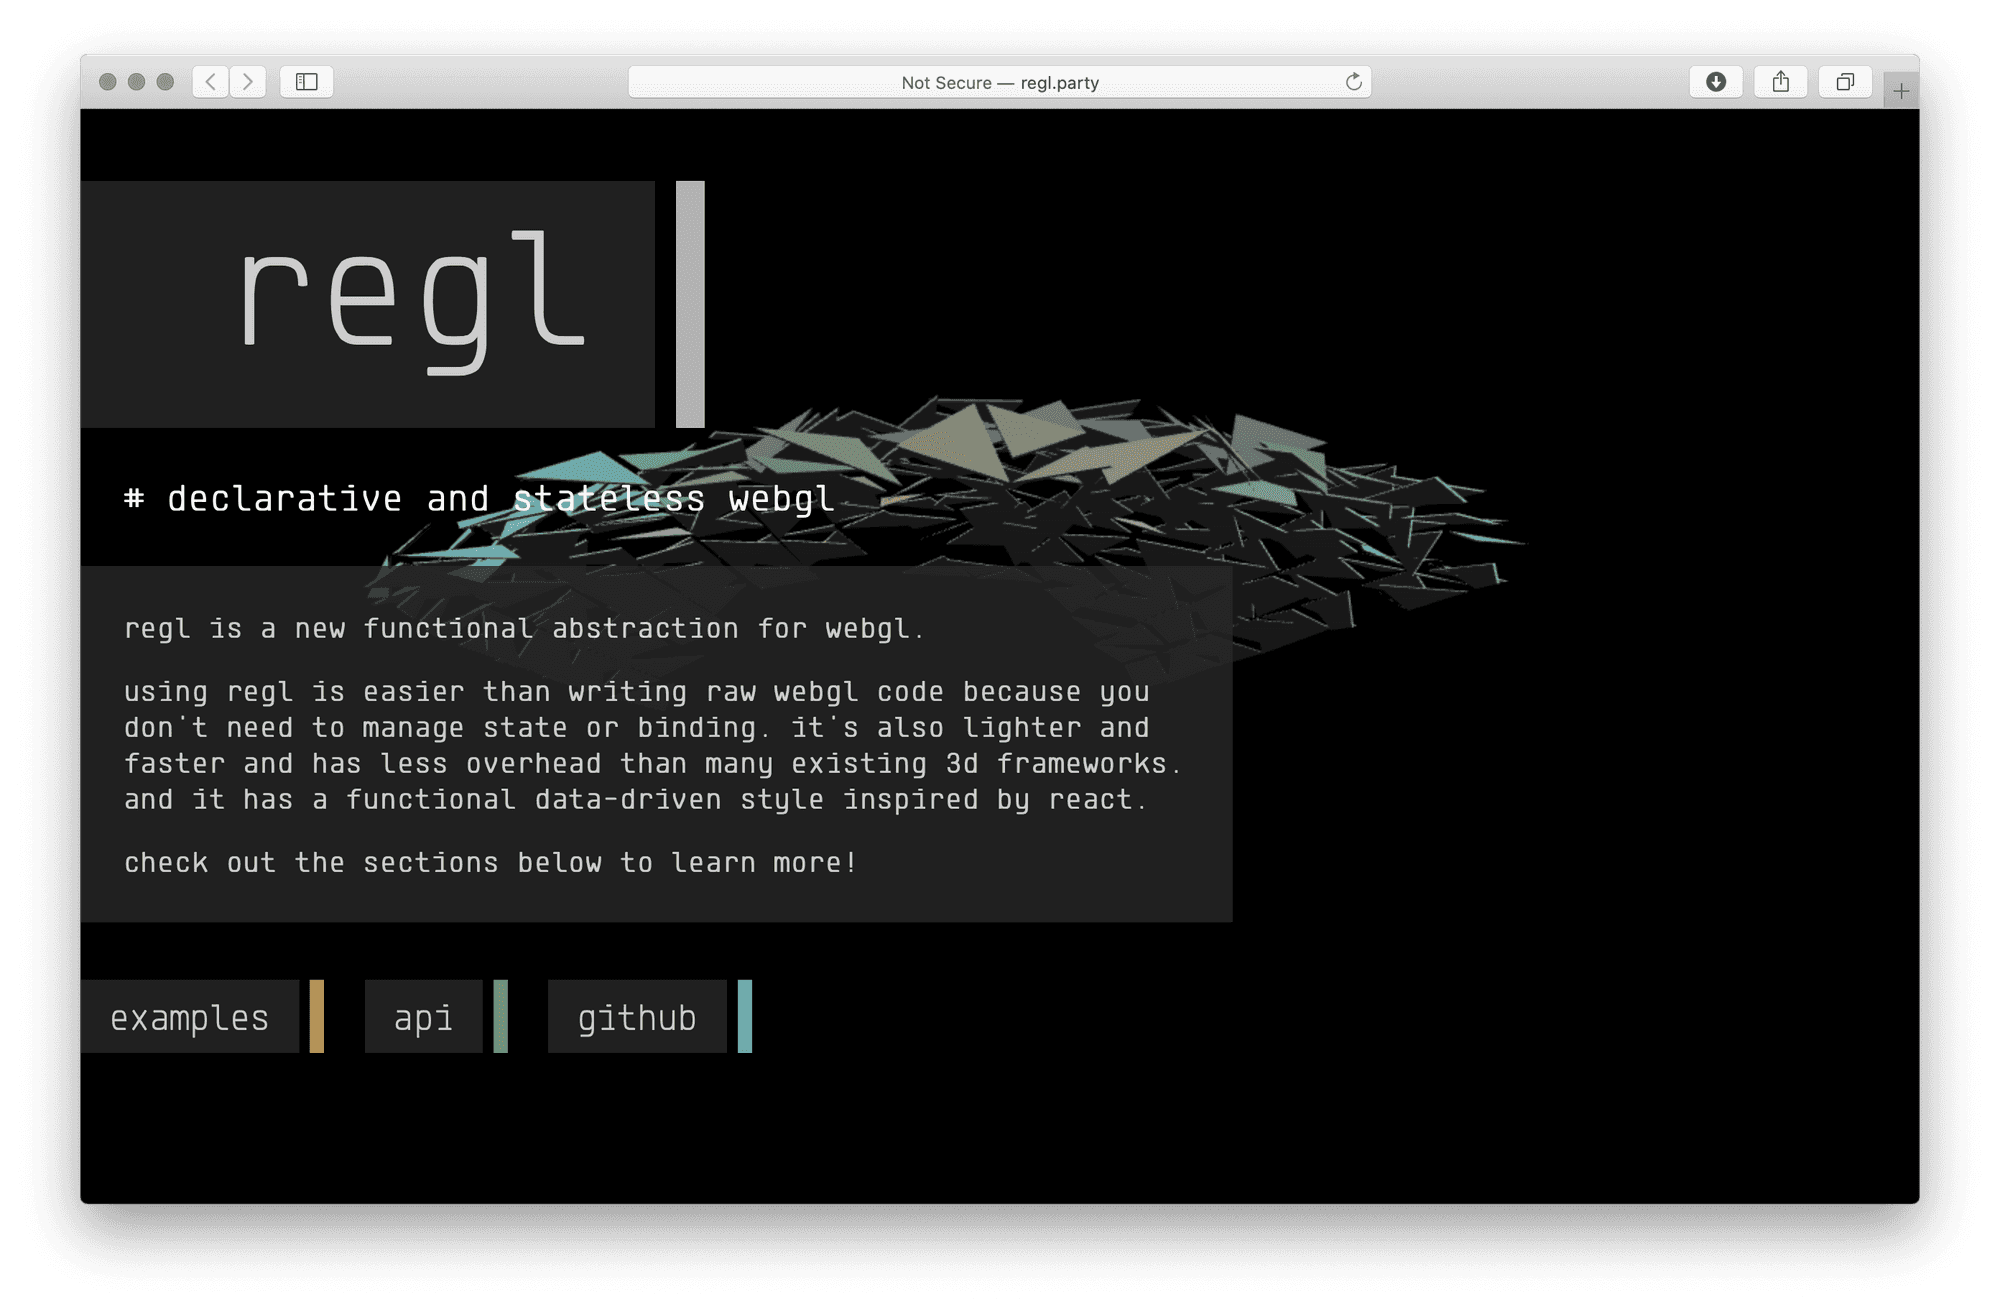 Not Secure — regl.party
regl
# declarative and stateless webgl
regl is a new functional abstraction for webgl.
using regl is easier than writing raw webgl code because you
don't need to manage state or binding. it's also lighter and
faster and has less overhead than many existing 3d frameworks.
and it has a functional data-driven style inspired by react.
check out the sections below to learn more!
examples
api
github